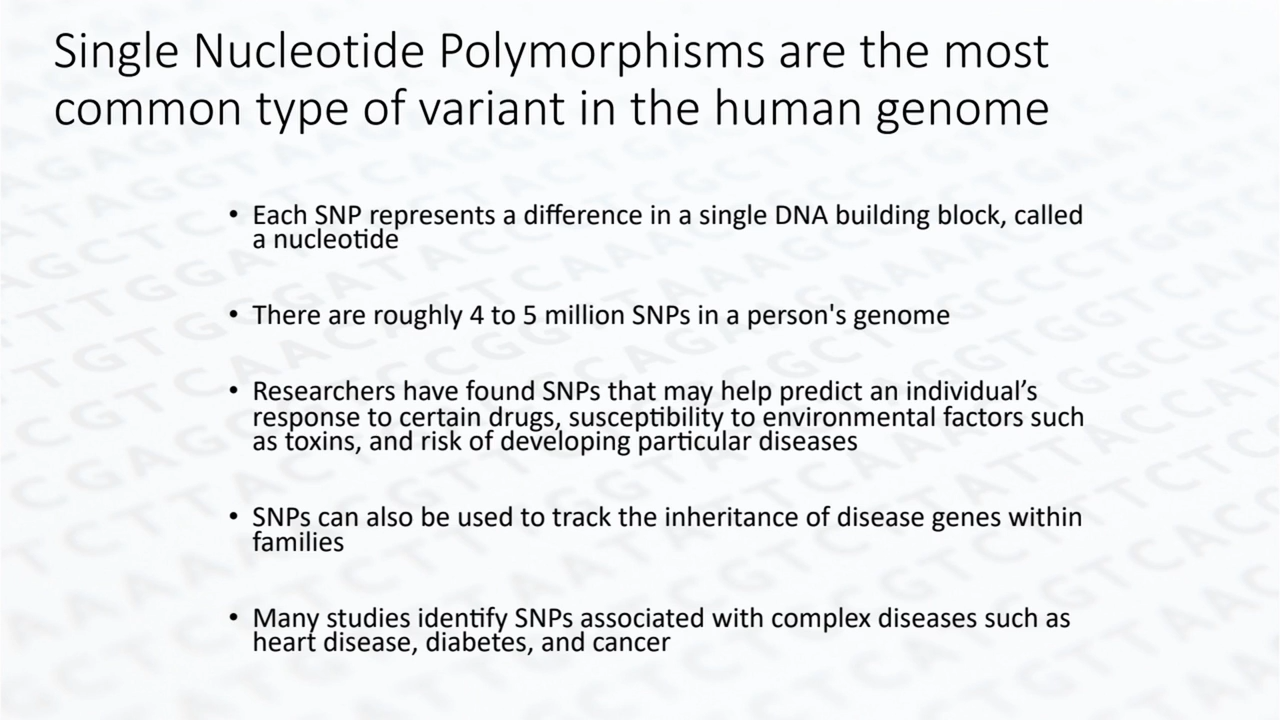 Single Nucleotide Polymorphisms are the most
common type of variant in the human genome
• Each SNP represents a difference in a single DNA building block, called
a nucleotide
• There are roughly 4 to 5 million SNPs in a person's genome
• Researchers have found SNPs that may help predict an individual’s
response to certain drugs, susceptibility to environmental factors such
as toxins, and risk of developing particular diseases
• SNPs can also be used to track the inheritance of disease genes within
families
• Many studies identify SNPs associated with complex diseases such as
heart disease, diabetes, and cancer